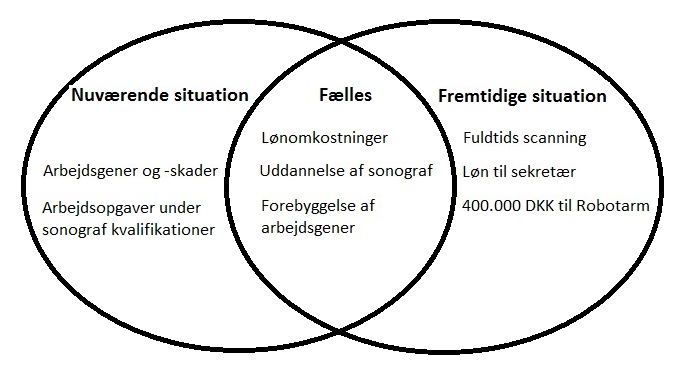 Nuværende situation
Arbejdsgener og -skader
Arbejdsopgaver under
sonograf kvalifikationer
Fælles
Lønomkostninger
Uddannelse af sonograf
Forebyggelse af
arbejdsgener
Fremtidige situation
Fuldtids scanning
Løn til sekretær
400.000 DKK til Robotarm